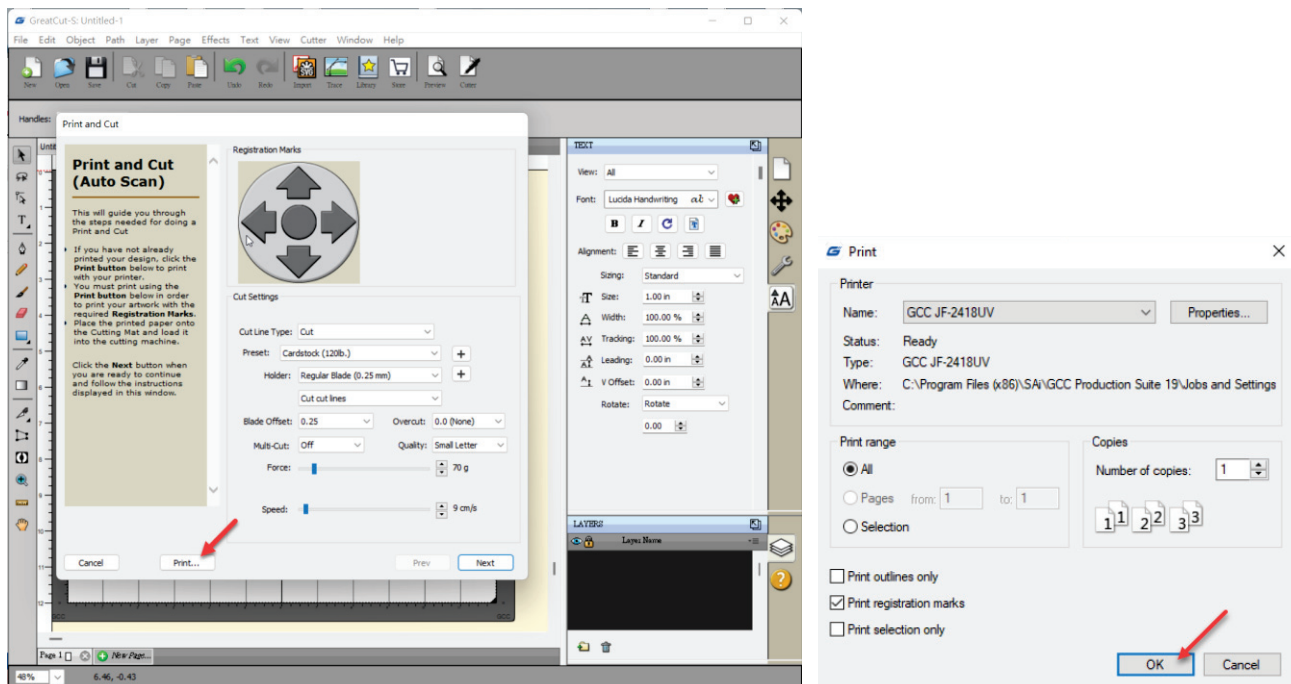 GreatCut-S: Untitled-1
File Edit Object Path Layer Page Effects Text View Cutter Window Help
New Open Save Cut Copy Paste Undo Redo Import Trace Library Store Preview Cutter
Handles:
Print and Cut
Print and Cut
(Auto Scan)
This will guide you through
the steps needed for doing a
Print and Cut
If you have not already
printed your design, click the
Print button below to print
with your printer.
You must print using the
Print button below in order
to print your artwork with the
required Registration Marks.
Place the printed paper onto
the Cutting Mat and load it
into the cutting machine.
Click the Next button when
you are ready to continue
and follow the instructions
displayed in this window.
Registration Marks
Cut Settings
Cut Line Type: Cut
Preset: Cardstock (120lb.)
Holder: Regular Blade (0.25 mm)
Cut cut lines
Blade Offset: 0.25 Overcut: 0.0 (None)
Multi-Cut: Off Quality: Small Letter
Force: 70 g
Speed: 9 cm/s
Cancel Print... Prev Next
TEXT
View: All
Font: Lucida Handwriting
B I
Alignment:
Sizing: Standard
Size: 1.00 in
Width: 100.00 %
Tracking: 100.00 %
Leading: 0.00 in
V Offset: 0.00 in
Rotate: Rotate
0.00
LAYERS
Layer Name
GCC GCC
Page 1 New Page...
48% 6.46, -0.43
Print
Printer
Name: GCC JF-2418UV Properties...
Status: Ready
Type: GCC JF-2418UV
Where: C:\Program Files (x86)\SAi\GCC Production Suite 19\Jobs and Settings
Comment:
Print range
All
Pages from: 1 to: 1
Selection
Copies
Number of copies: 1
1 1 2 2 3 3
Print outlines only
Print registration marks
Print selection only
OK Cancel